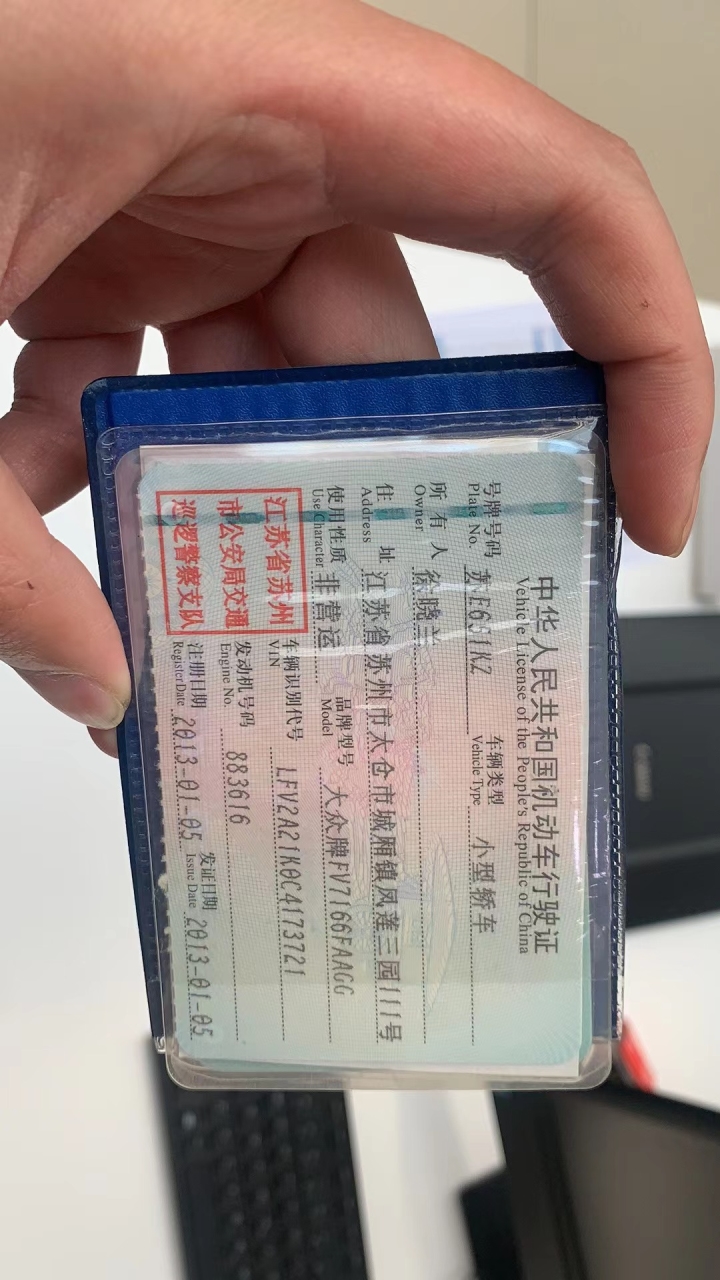 中华人民共和国机动车行驶证
Vehicle License of the People's Republic of China
号牌号码 苏E651NZ 车辆类型 小型轿车
Plate No. Vehicle Type
所有人 徐晓兰
Owner
住址 江苏省苏州市太仓市城厢镇凤莲三园111号
Address
使用性质 非营运 品牌型号 大众牌FV7166FAAGG
Use Character Model
江苏省苏州
市公安局交通
巡逻警察支队
车辆识别代号 LFV2A21K0C4173721
VIN
发动机号码 883616
Engine No.
注册日期 2013-01-05 发证日期 2013-01-05
Register Date Issue Date